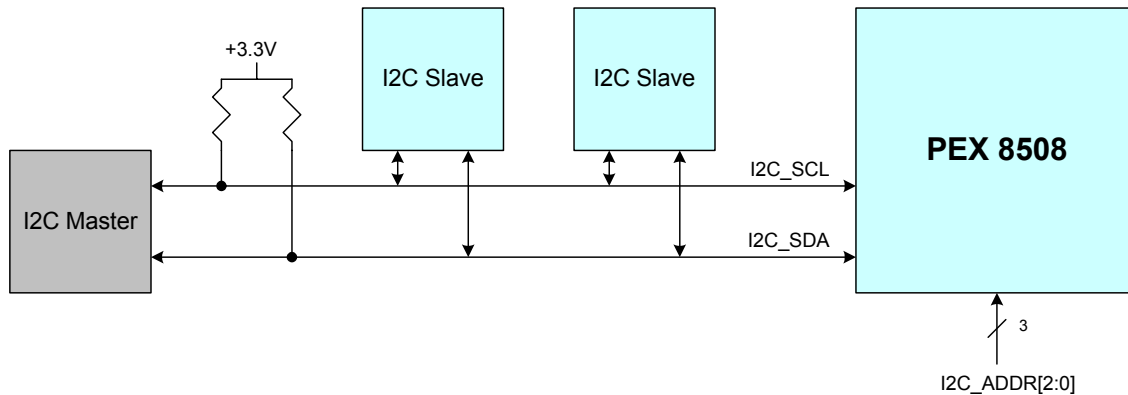 +3.3V
I2C Slave
I2C Slave
PEX 8508
I2C_SCL
I2C Master
I2C_SDA
3
I2C_ADDR[2:0]